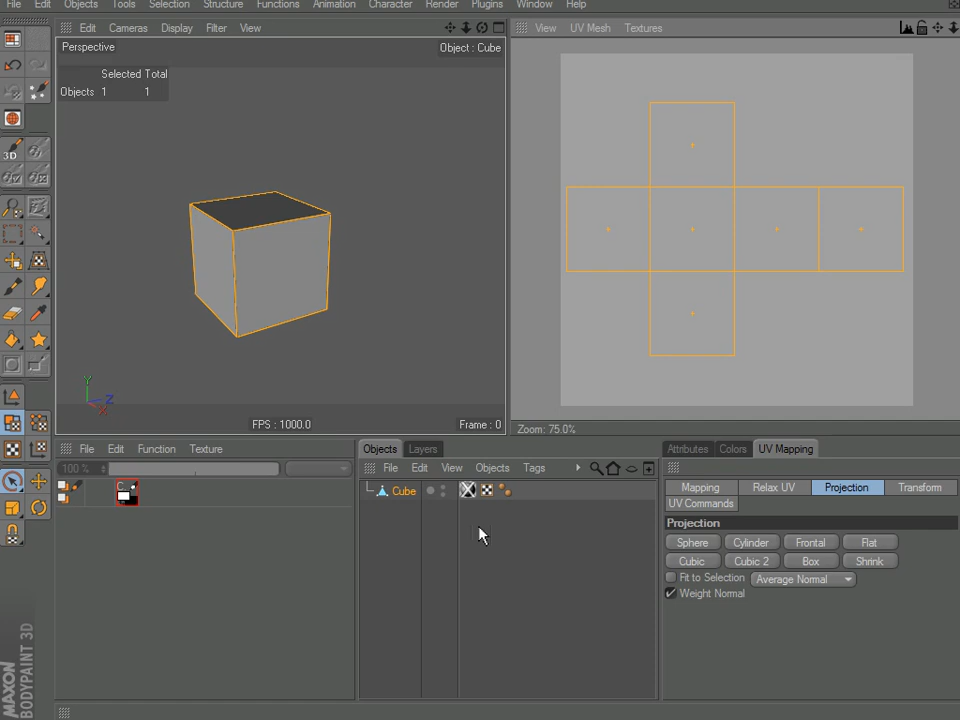 File Edit Objects Tools Selection Structure Functions Animation Character Render Plugins Window Help
Edit Cameras Display Filter View
View UV Mesh Textures
Perspective
Object : Cube
Selected Total
Objects 1 1
3D
Y
Z
X
FPS : 1000.0
Frame : 0
Zoom: 75.0%
File Edit Function Texture
100 %
C..
Objects Layers
File Edit View Objects Tags
Cube
Attributes Colors UV Mapping
Mapping Relax UV Projection Transform
UV Commands
Projection
Sphere Cylinder Frontal Flat
Cubic Cubic 2 Box Shrink
Fit to Selection Average Normal
Weight Normal
MAXON
BODYPAINT 3D